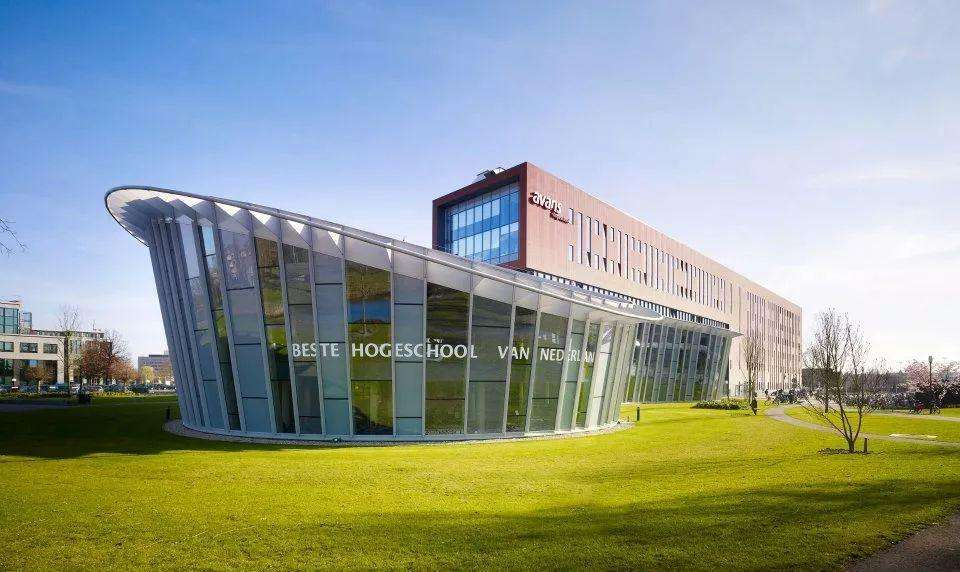 avans
BESTE HOGESCHOOL VAN NEDERLAN